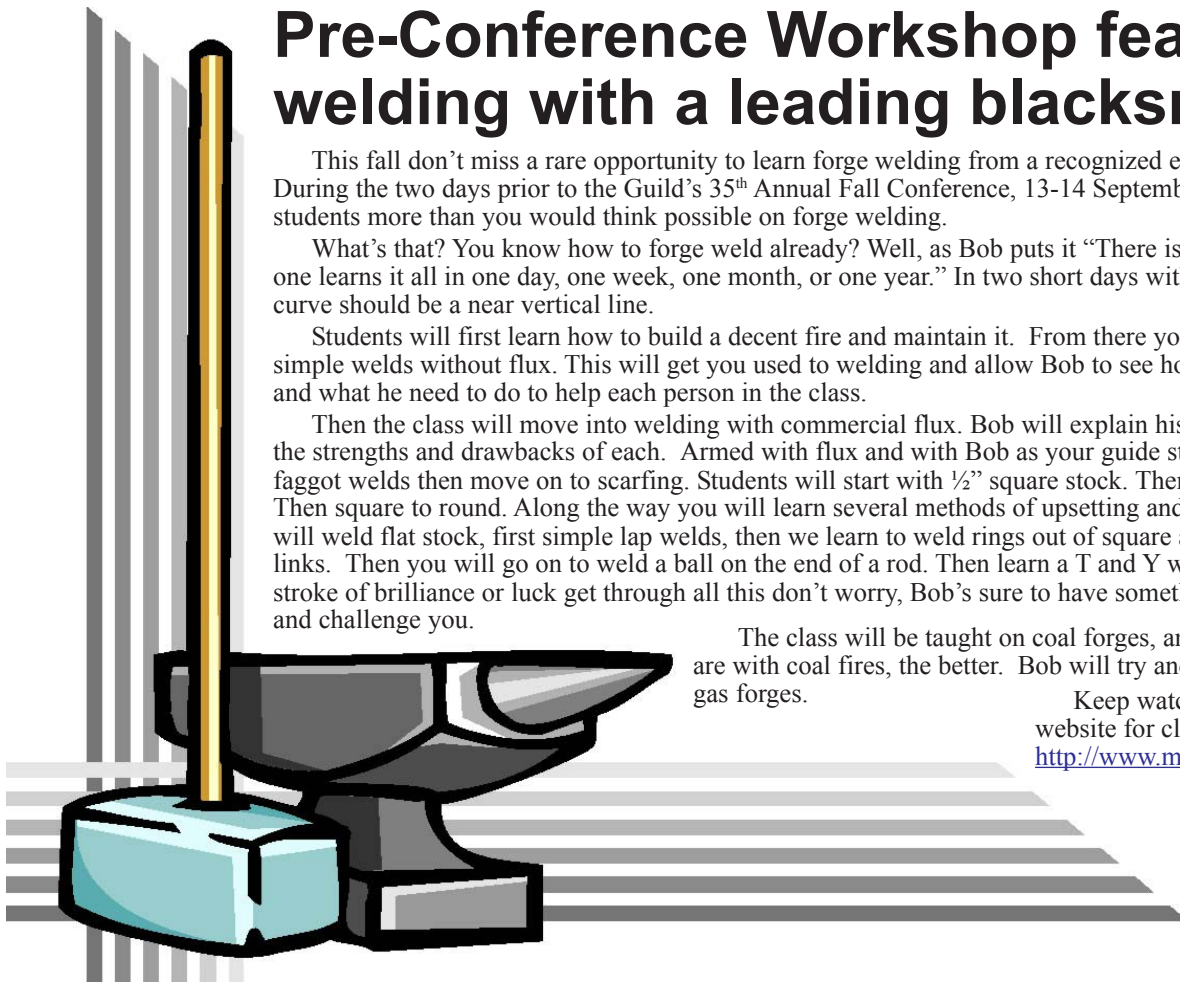 Pre-Conference Workshop
welding with a leading
This fall don’t miss a rare opportunity to learn forge welding from a recognized
During the two days prior to the Guild’s 35th Annual Fall Conference, 13-14
students more than you would think possible on forge welding.
What’s that? You know how to forge weld already? Well, as Bob puts it “There is
one learns it all in one day, one week, one month, or one year.” In two short days
curve should be a near vertical line.
Students will first learn how to build a decent fire and maintain it. From there
simple welds without flux. This will get you used to welding and allow Bob to see
and what he need to do to help each person in the class.
Then the class will move into welding with commercial flux. Bob will explain his
the strengths and drawbacks of each. Armed with flux and with Bob as your guide
faggot welds then move on to scarfing. Students will start with ½” square stock.
Then square to round. Along the way you will learn several methods of upsetting and
will weld flat stock, first simple lap welds, then we learn to weld rings out of square
links. Then you will go on to weld a ball on the end of a rod. Then learn a T and Y
stroke of brilliance or luck get through all this don’t worry, Bob’s sure to have
and challenge you.
The class will be taught on coal forges,
are with coal fires, the better. Bob will try
gas forges.
Keep
website for
http://www.m